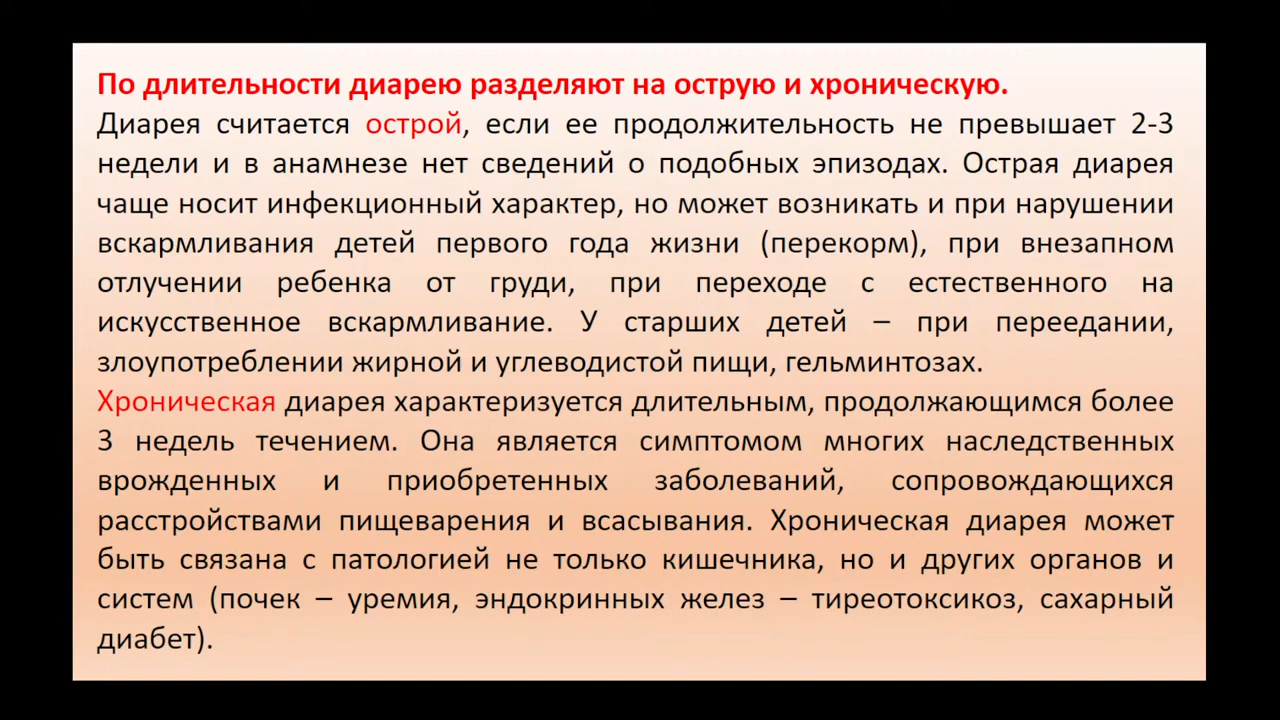 По длительности диарею разделяют на острую и хроническую.
Диарея считается острой, если ее продолжительность не превышает 2-3
недели и в анамнезе нет сведений о подобных эпизодах. Острая диарея
чаще носит инфекционный характер, но может возникать и при нарушении
вскармливания детей первого года жизни (перекорм), при внезапном
отлучении ребенка от груди, при переходе с естественного на
искусственное вскармливание. У старших детей – при переедании,
злоупотреблении жирной и углеводистой пищи, гельминтозах.
Хроническая диарея характеризуется длительным, продолжающимся более
3 недель течением. Она является симптомом многих наследственных
врожденных и приобретенных заболеваний, сопровождающихся
расстройствами пищеварения и всасывания. Хроническая диарея может
быть связана с патологией не только кишечника, но и других органов и
систем (почек – уремия, эндокринных желез – тиреотоксикоз, сахарный
диабет).